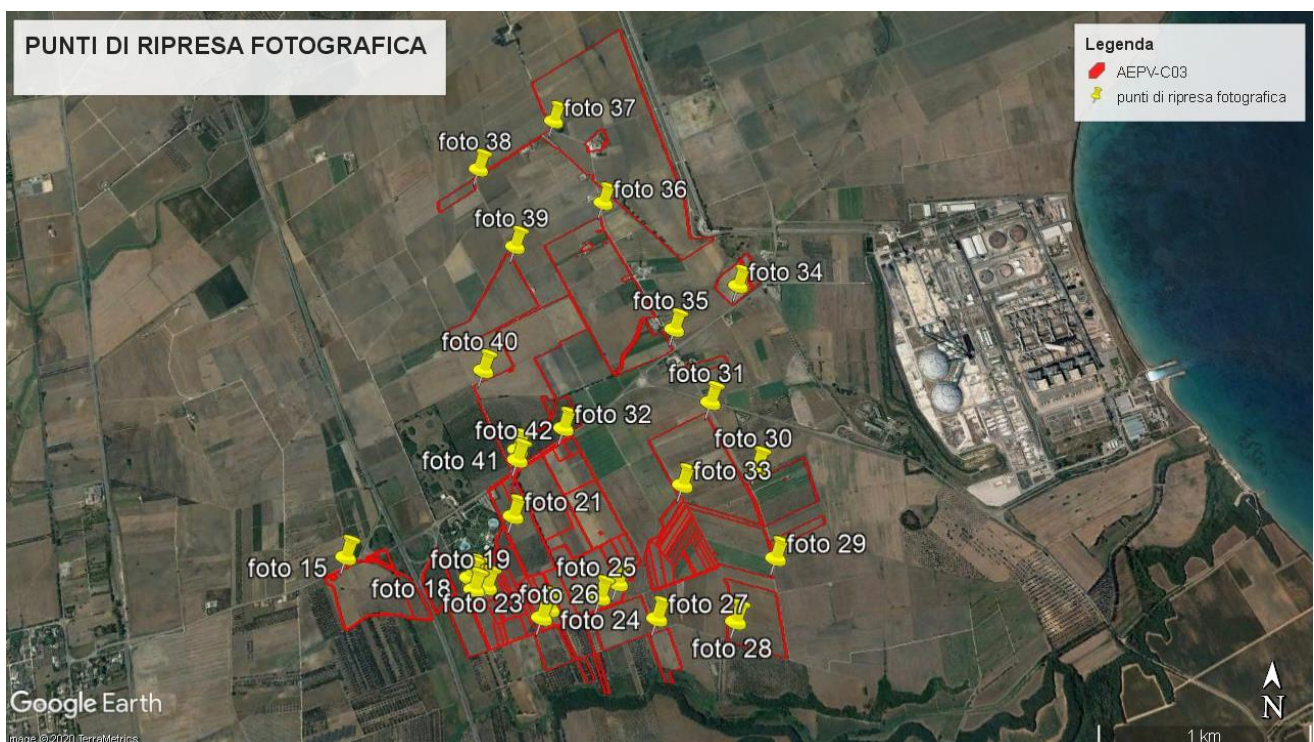 PUNTI DI RIPRESA FOTOGRAFICA
Legenda
AEPV-C03
punti di ripresa fotografica
foto 37
foto 38
foto 36
foto 39
foto 34
foto 35
foto 40
foto 31
foto 32
foto 42
foto 30
foto 41
foto 33
foto 21
foto 29
foto 15
foto 19
foto 25
foto 18
foto 23
foto 26
foto 27
foto 24
foto 28
Google Earth
Image © 2020 TerraMetrics
N
1 km